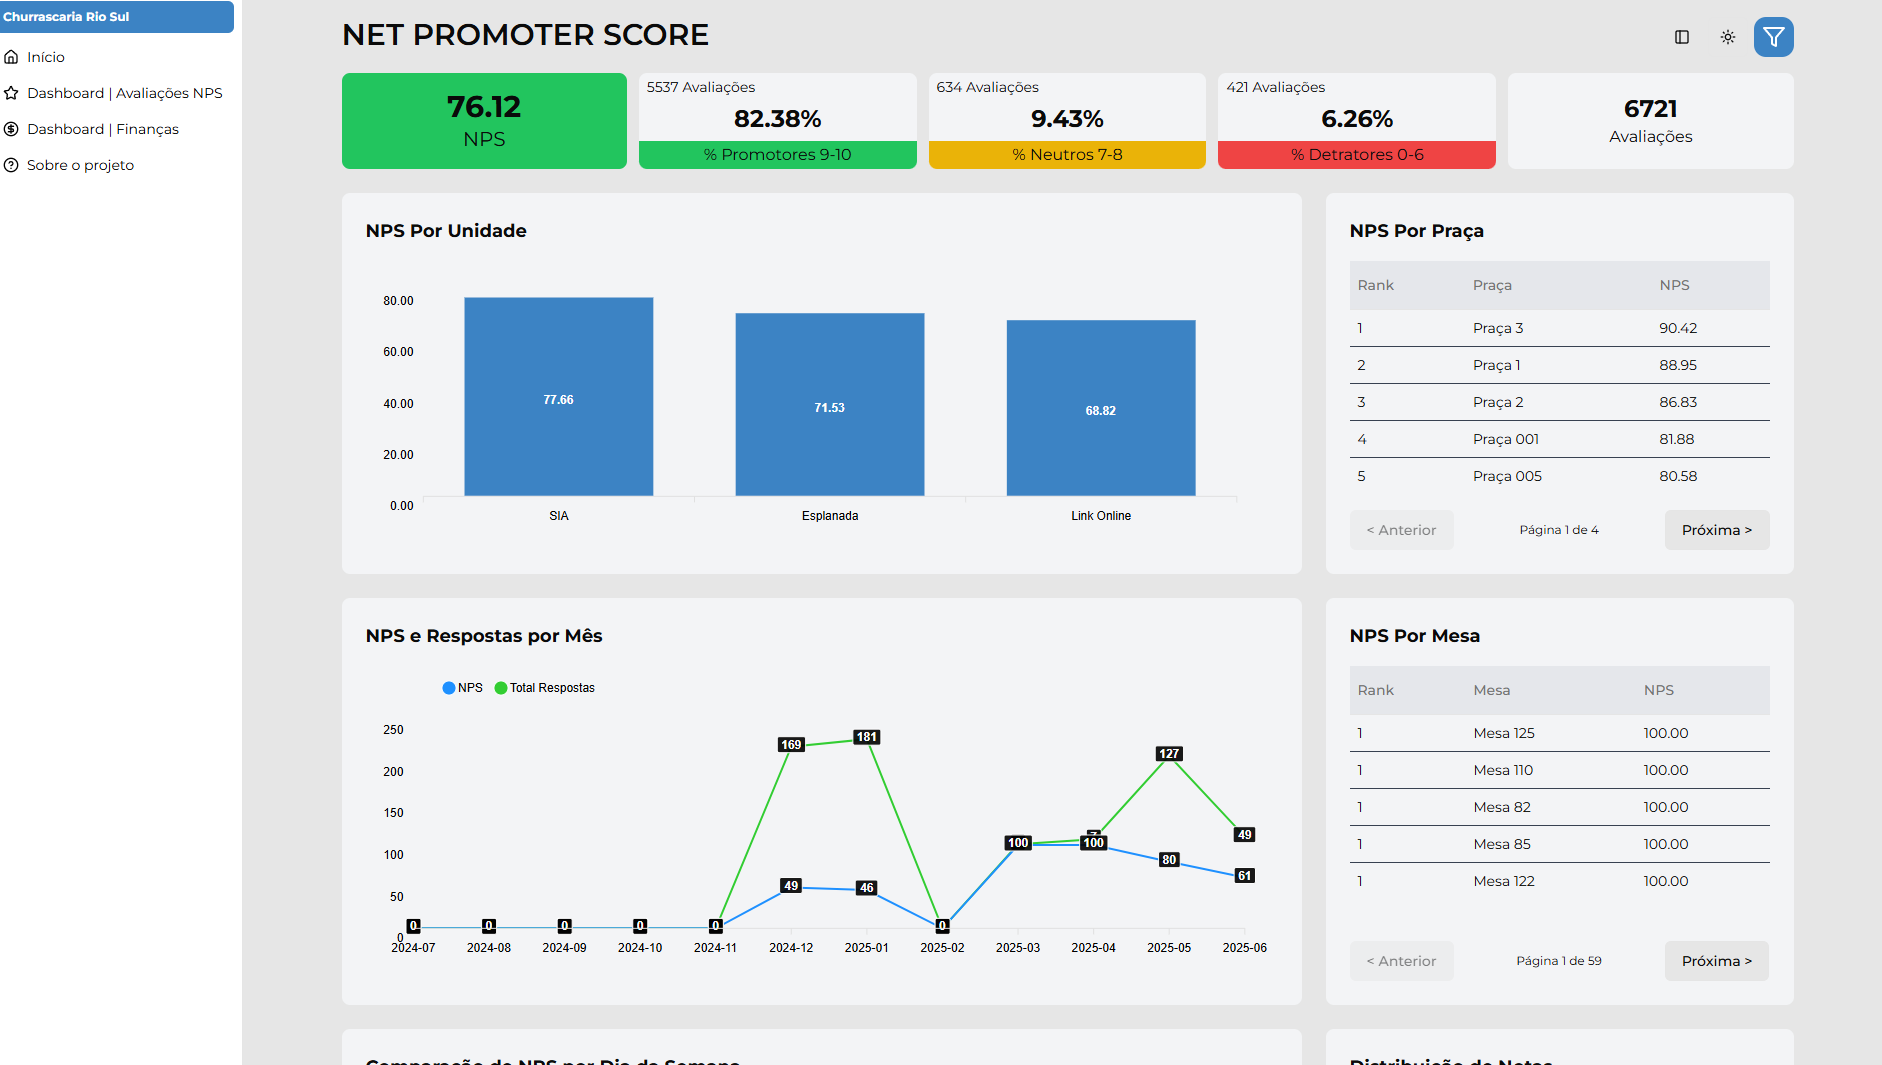 Churrascaria Rio Sul
Início
Dashboard | Avaliações NPS
Dashboard | Finanças
Sobre o projeto
NET PROMOTER SCORE
76.12
NPS
5537 Avaliações
82.38%
% Promotores 9-10
634 Avaliações
9.43%
% Neutros 7-8
421 Avaliações
6.26%
% Detratores 0-6
6721
Avaliações
NPS Por Unidade
80.00
60.00
40.00
20.00
0.00
77.66
71.53
68.82
SIA
Esplanada
Link Online
NPS Por Praça
Rank Praça NPS
1 Praça 3 90.42
2 Praça 1 88.95
3 Praça 2 86.83
4 Praça 001 81.88
5 Praça 005 80.58
< Anterior
Página 1 de 4
Próxima >
NPS e Respostas por Mês
NPS
Total Respostas
250
200
150
100
50
0
0 0 0 0 0 169 181 0 100 100 127 49
49 46 80 61
2024-07 2024-08 2024-09 2024-10 2024-11 2024-12 2025-01 2025-02 2025-03 2025-04 2025-05 2025-06
NPS Por Mesa
Rank Mesa NPS
1 Mesa 125 100.00
1 Mesa 110 100.00
1 Mesa 82 100.00
1 Mesa 85 100.00
1 Mesa 122 100.00
< Anterior
Página 1 de 59
Próxima >
Comparação de NPS por Dia da Semana
Distribuição de Notas